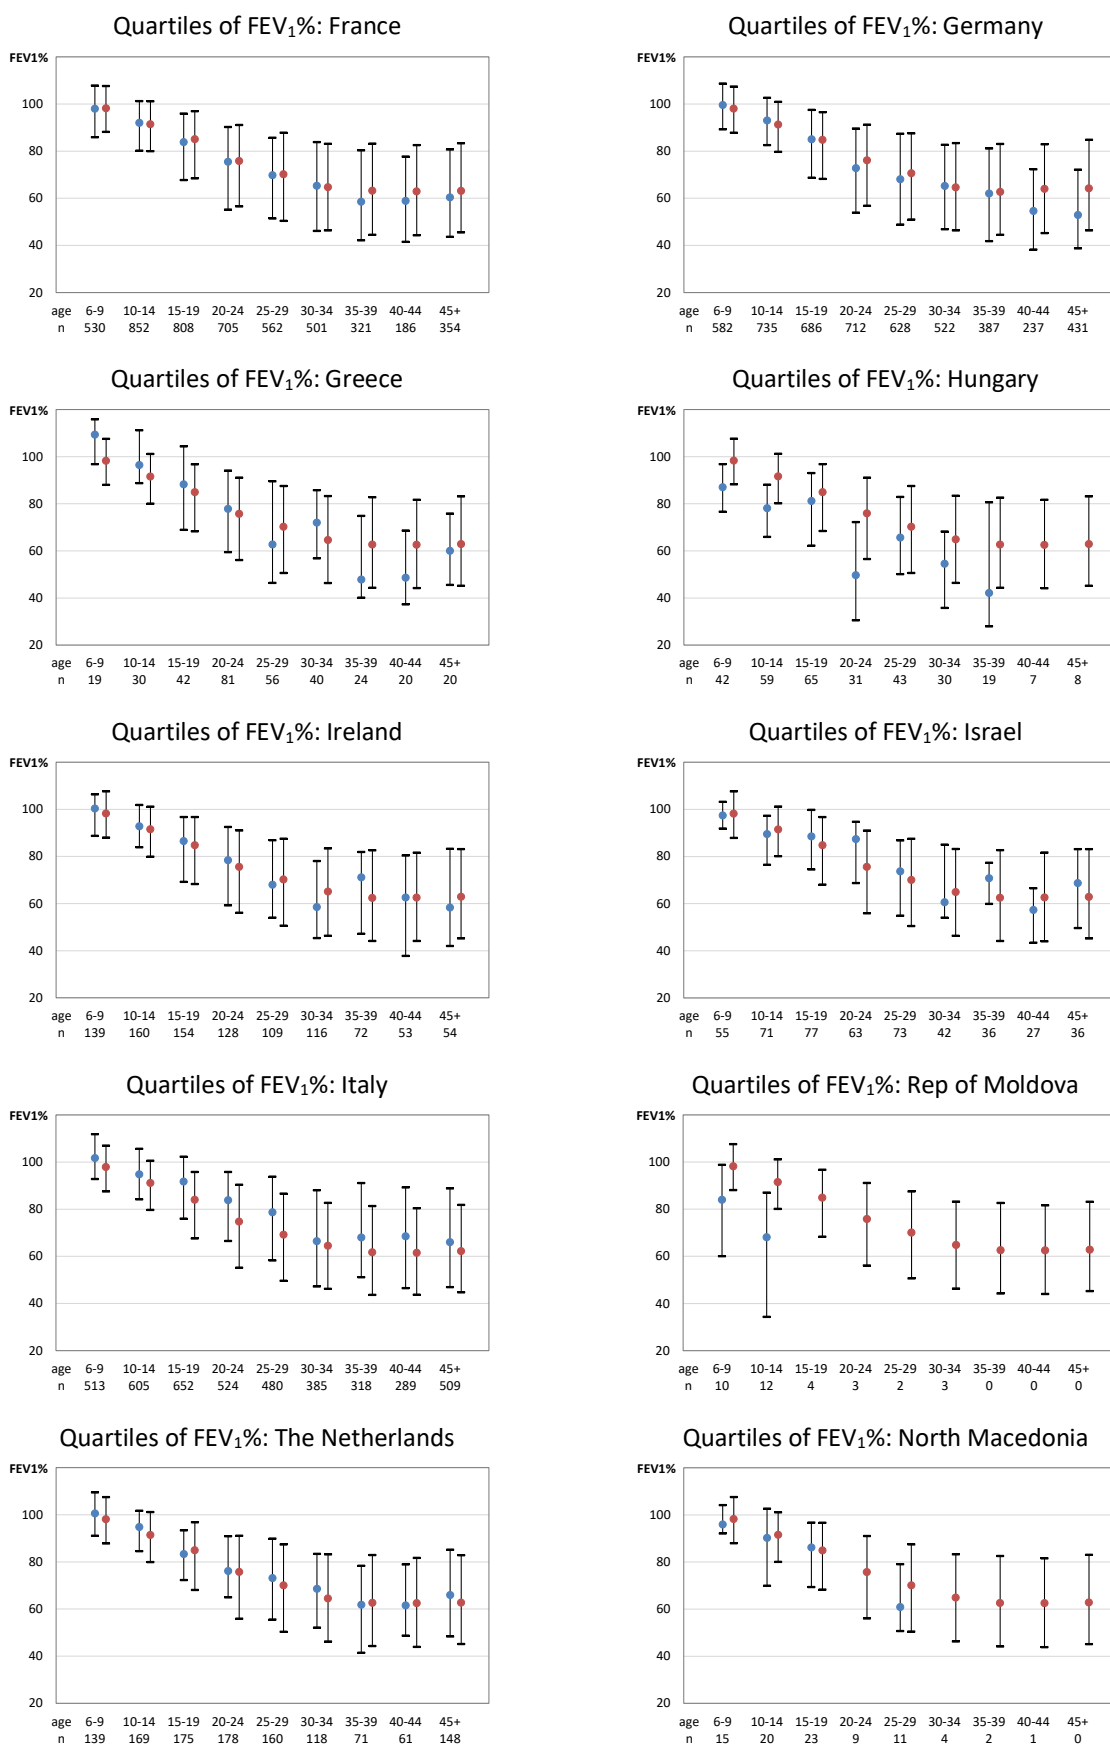 Quartiles of FEV₁%: France
FEV1%
100
80
60
40
20
age 6-9 10-14 15-19 20-24 25-29 30-34 35-39 40-44 45+
n 530 852 808 705 562 501 321 186 354
Quartiles of FEV₁%: Germany
FEV1%
100
80
60
40
20
age 6-9 10-14 15-19 20-24 25-29 30-34 35-39 40-44 45+
n 582 735 686 712 628 522 387 237 431
Quartiles of FEV₁%: Greece
FEV1%
100
80
60
40
20
age 6-9 10-14 15-19 20-24 25-29 30-34 35-39 40-44 45+
n 19 30 42 81 56 40 24 20 20
Quartiles of FEV₁%: Hungary
FEV1%
100
80
60
40
20
age 6-9 10-14 15-19 20-24 25-29 30-34 35-39 40-44 45+
n 42 59 65 31 43 30 19 7 8
Quartiles of FEV₁%: Ireland
FEV1%
100
80
60
40
20
age 6-9 10-14 15-19 20-24 25-29 30-34 35-39 40-44 45+
n 139 160 154 128 109 116 72 53 54
Quartiles of FEV₁%: Israel
FEV1%
100
80
60
40
20
age 6-9 10-14 15-19 20-24 25-29 30-34 35-39 40-44 45+
n 55 71 77 63 73 42 36 27 36
Quartiles of FEV₁%: Italy
FEV1%
100
80
60
40
20
age 6-9 10-14 15-19 20-24 25-29 30-34 35-39 40-44 45+
n 513 605 652 524 480 385 318 289 509
Quartiles of FEV₁%: Rep of Moldova
FEV1%
100
80
60
40
20
age 6-9 10-14 15-19 20-24 25-29 30-34 35-39 40-44 45+
n 10 12 4 3 2 3 0 0 0
Quartiles of FEV₁%: The Netherlands
FEV1%
100
80
60
40
20
age 6-9 10-14 15-19 20-24 25-29 30-34 35-39 40-44 45+
n 139 169 175 178 160 118 71 61 148
Quartiles of FEV₁%: North Macedonia
FEV1%
100
80
60
40
20
age 6-9 10-14 15-19 20-24 25-29 30-34 35-39 40-44 45+
n 15 20 23 9 11 4 2 1 0